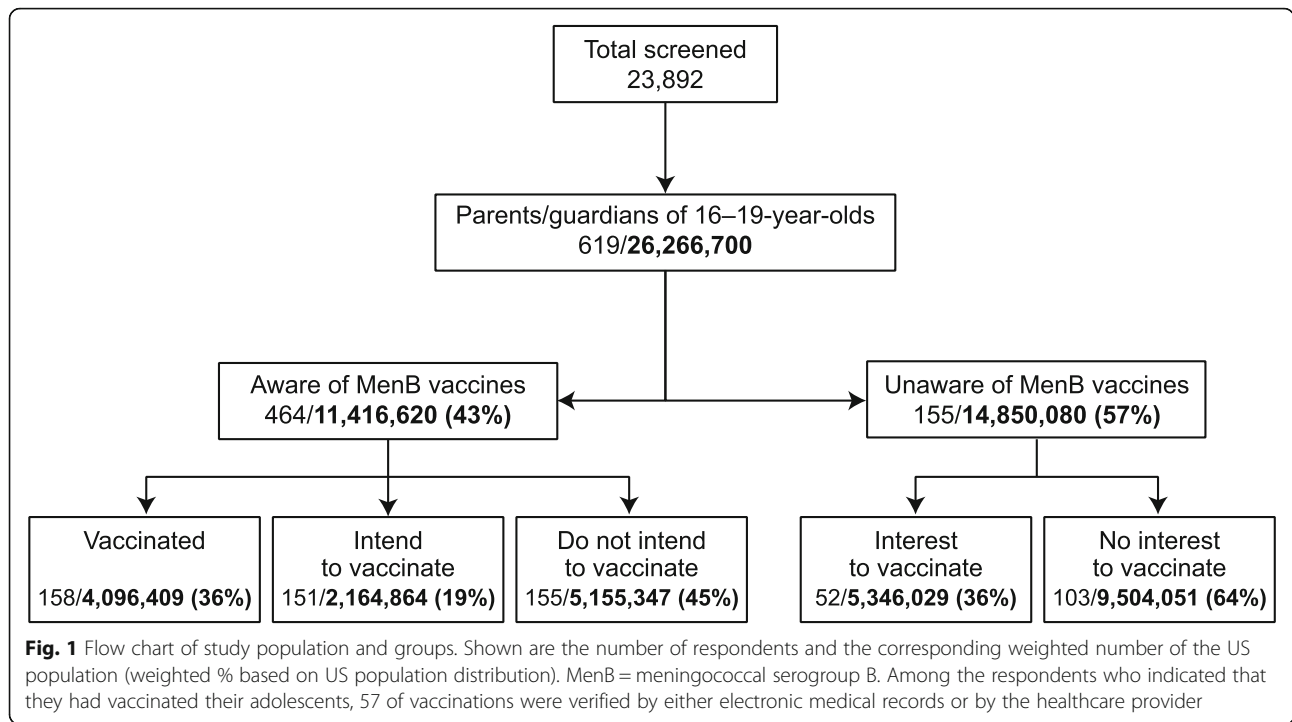 Total screened
23,892
Parents/guardians of 16–19-year-olds
619/26,266,700
Aware of MenB vaccines
464/11,416,620 (43%)
Unaware of MenB vaccines
155/14,850,080 (57%)
Vaccinated
158/4,096,409 (36%)
Intend
to vaccinate
151/2,164,864 (19%)
Do not intend
to vaccinate
155/5,155,347 (45%)
Interest
to vaccinate
52/5,346,029 (36%)
No interest
to vaccinate
103/9,504,051 (64%)
Fig. 1 Flow chart of study population and groups. Shown are the number of respondents and the corresponding weighted number of the US
population (weighted % based on US population distribution). MenB = meningococcal serogroup B. Among the respondents who indicated that
they had vaccinated their adolescents, 57 of vaccinations were verified by either electronic medical records or by the healthcare provider